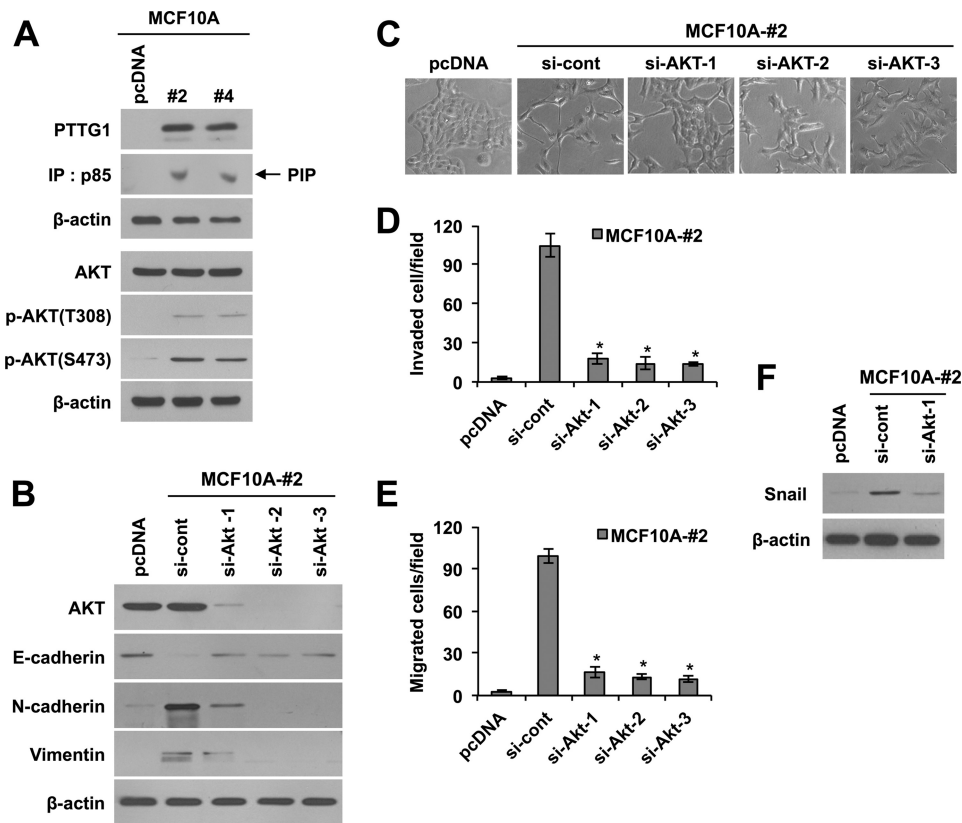 A
MCF10A
pcDNA
#2
#4
PTTG1
IP : p85
PIP
β-actin
AKT
p-AKT(T308)
p-AKT(S473)
β-actin
B
MCF10A-#2
pcDNA
si-cont
si-Akt -1
si-Akt -2
si-Akt -3
AKT
E-cadherin
N-cadherin
Vimentin
β-actin
C
MCF10A-#2
pcDNA
si-cont
si-AKT-1
si-AKT-2
si-AKT-3
D
Invaded cell/field
120
90
60
30
0
MCF10A-#2
*
*
*
pcDNA
si-cont
si-Akt-1
si-Akt-2
si-Akt-3
E
Migrated cells/field
120
90
60
30
0
MCF10A-#2
*
*
*
pcDNA
si-cont
si-Akt-1
si-Akt-2
si-Akt-3
F
MCF10A-#2
pcDNA
si-cont
si-Akt-1
Snail
β-actin